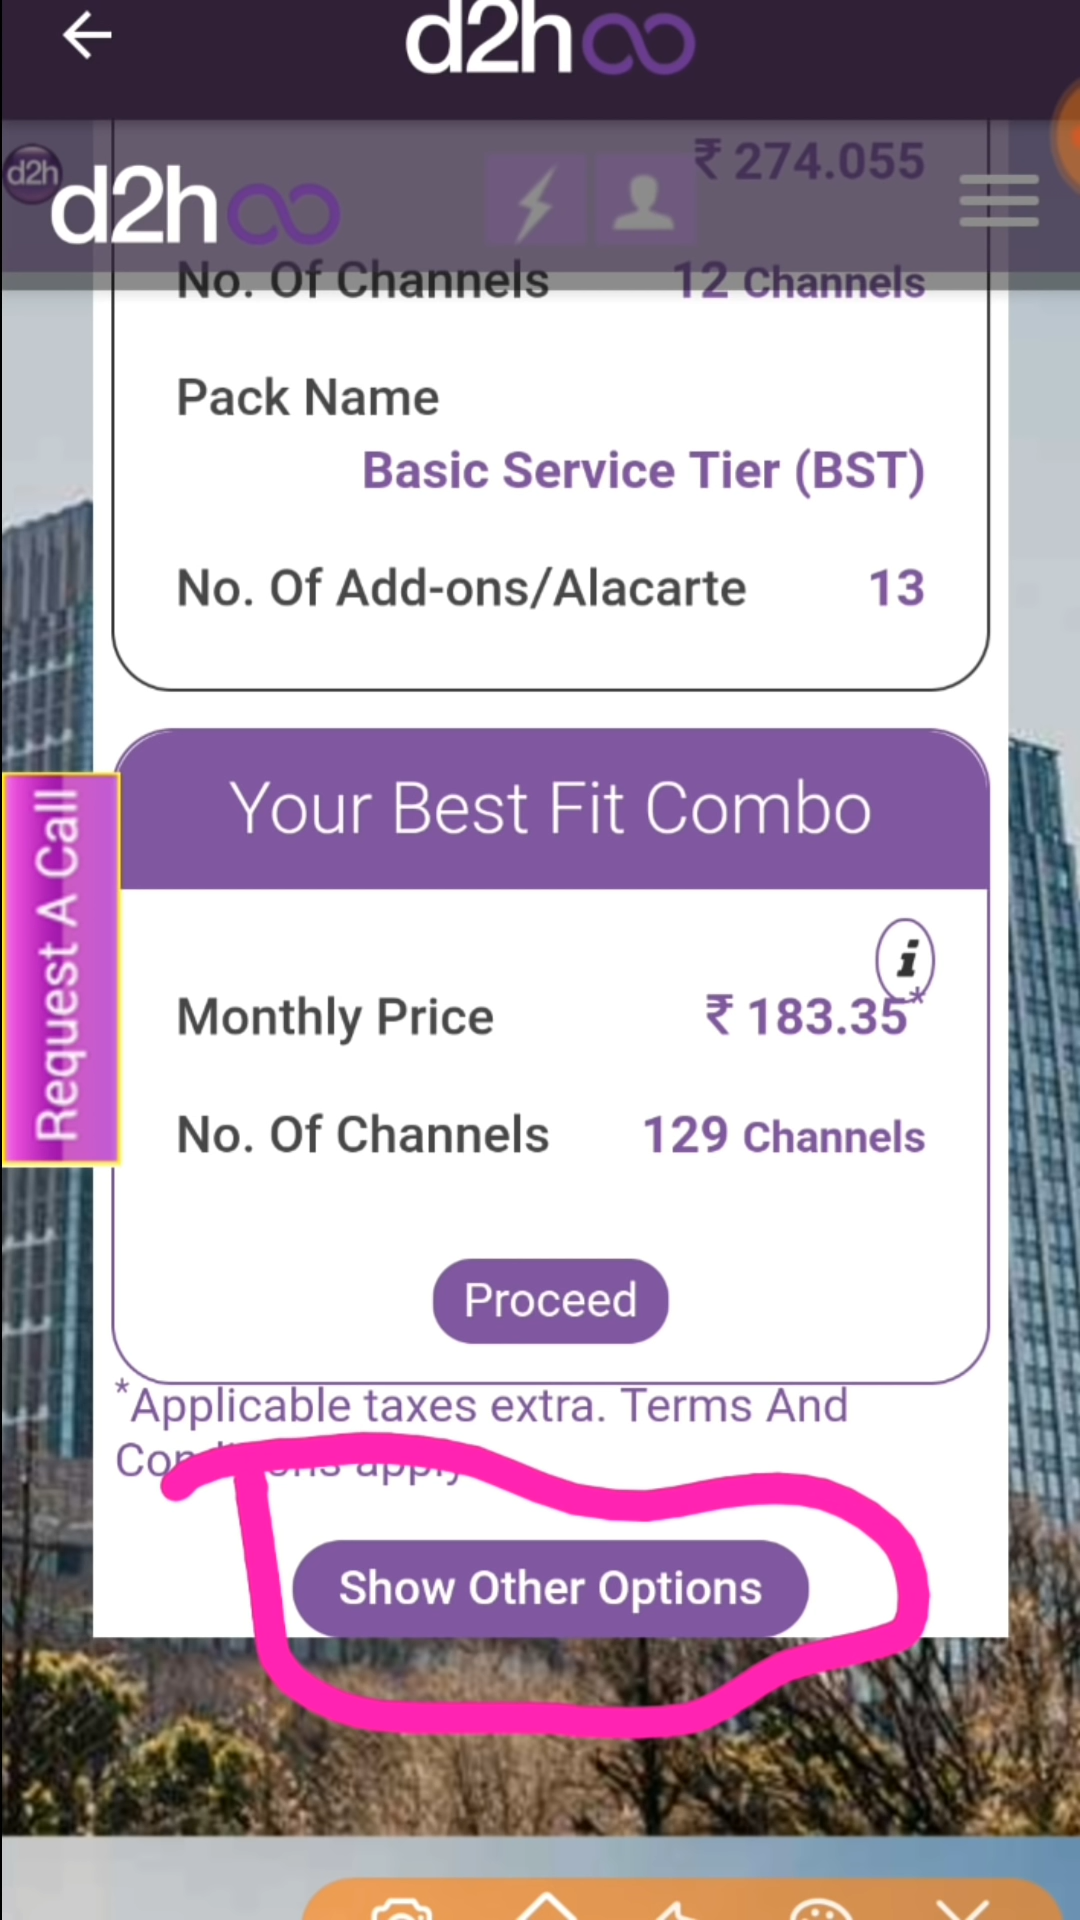 d2h
₹ 274.055
d2h
d2h
No. Of Channels 12 Channels
Pack Name
Basic Service Tier (BST)
No. Of Add-ons/Alacarte 13
Your Best Fit Combo
Request A Call
i
Monthly Price ₹ 183.35*
No. Of Channels 129 Channels
Proceed
*Applicable taxes extra. Terms And
Conditions apply
Show Other Options